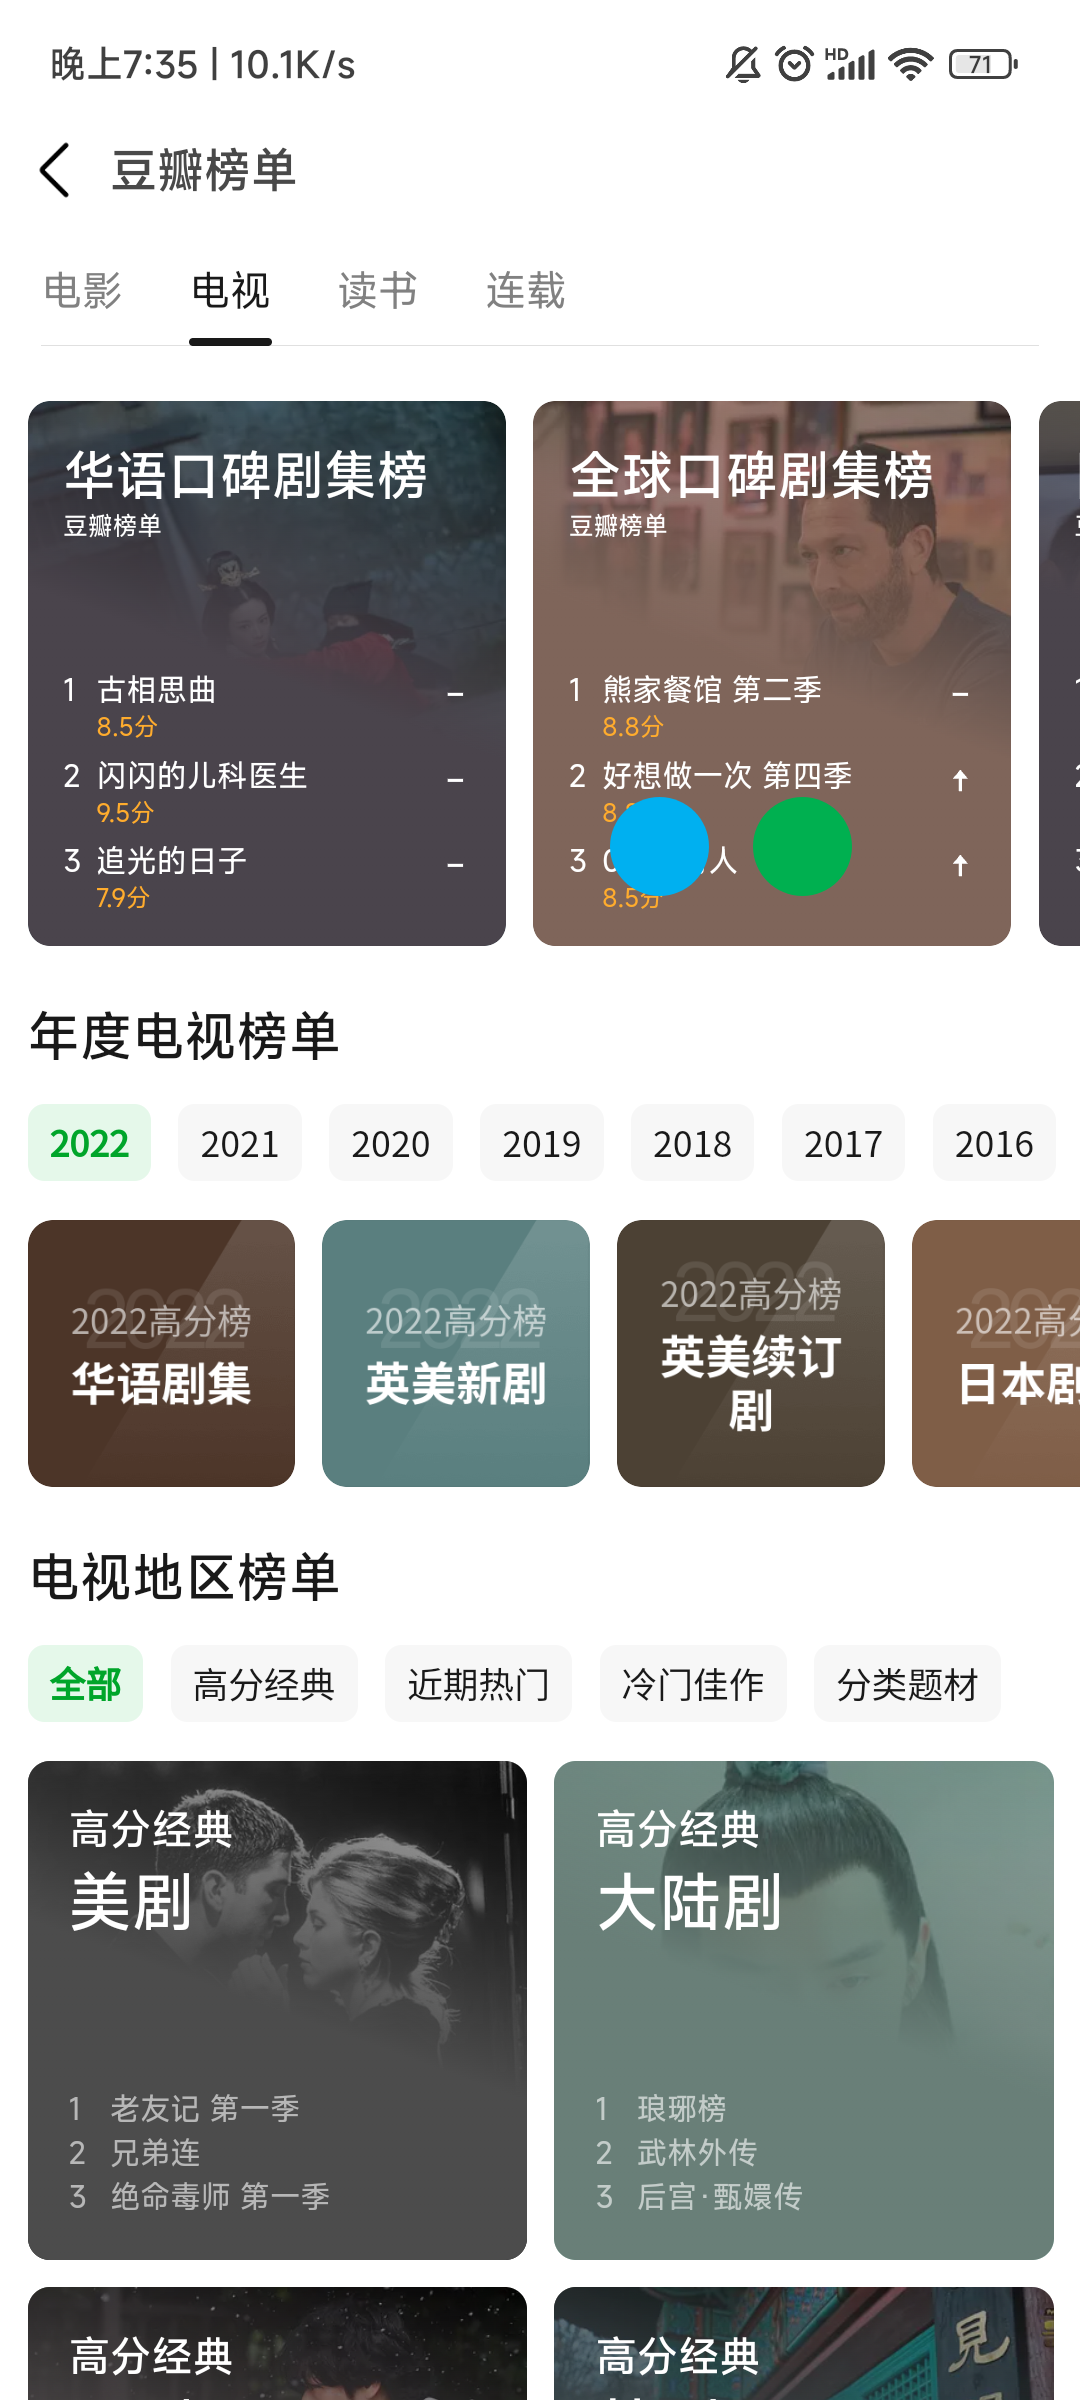 晚上7:35 | 10.1K/s
HD
71
豆瓣榜单
电影 电视 读书 连载
华语口碑剧集榜
豆瓣榜单
1 古相思曲
8.5分
2 闪闪的儿科医生
9.5分
3 追光的日子
7.9分
全球口碑剧集榜
豆瓣榜单
1 熊家餐馆 第二季
8.8分
2 好想做一次 第四季
8.
3 人
8.5分
年度电视榜单
2022 2021 2020 2019 2018 2017 2016
2022高分榜
华语剧集
2022高分榜
英美新剧
2022高分榜
英美续订
剧
2022高分
日本剧
电视地区榜单
全部 高分经典 近期热门 冷门佳作 分类题材
高分经典
美剧
1 老友记 第一季
2 兄弟连
3 绝命毒师 第一季
高分经典
大陆剧
1 琅琊榜
2 武林外传
3 后宫·甄嬛传
高分经典
高分经典
見